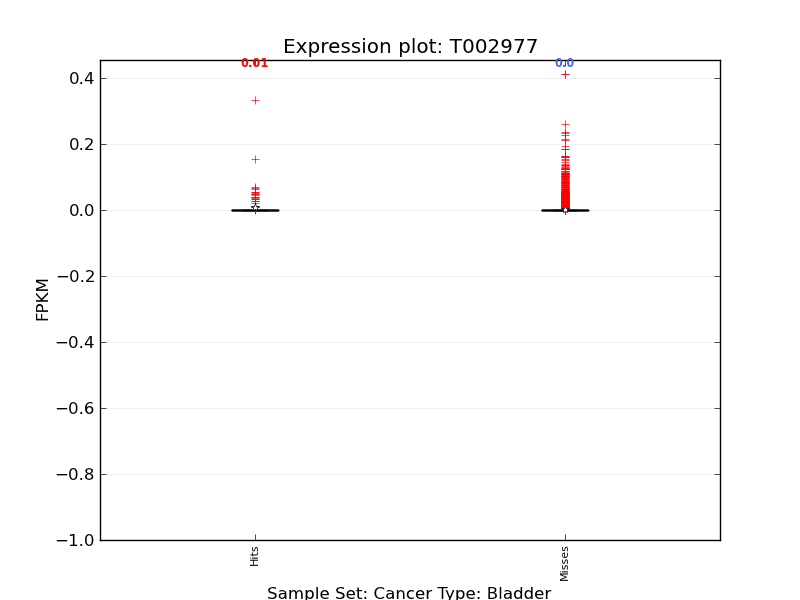 Expression plot: T002977
0.01
0.0
0.4
0.2
0.0
−0.2
−0.4
−0.6
−0.8
−1.0
FPKM
Hits
Misses
Sample Set: Cancer Type: Bladder